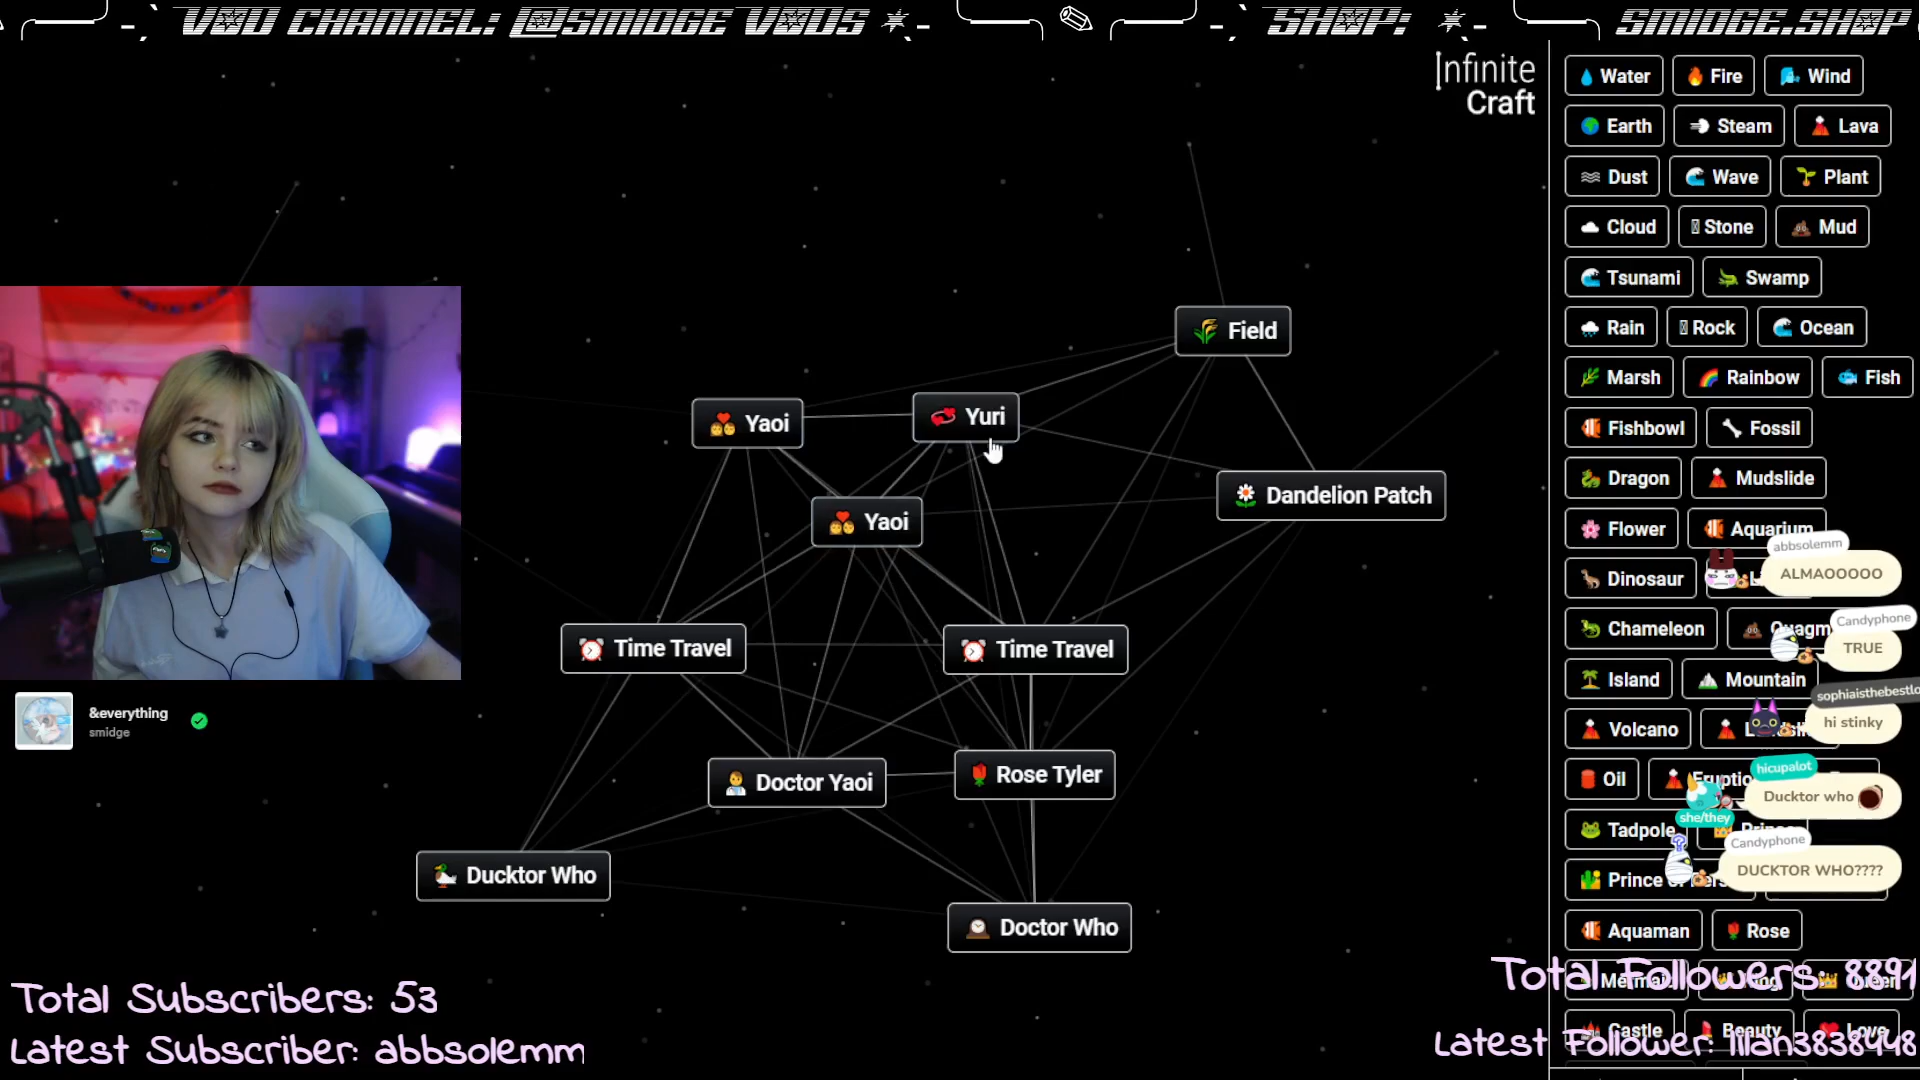 VOD CHANNEL: @SMIDGE VODS
SHOP:
SMIDGE.SHOP
Infinite
Craft
Water
Fire
Wind
Earth
Steam
Lava
Dust
Wave
Plant
Cloud
Stone
Mud
Tsunami
Swamp
Rain
Rock
Ocean
Marsh
Rainbow
Fish
Fishbowl
Fossil
Dragon
Mudslide
Flower
Aquarium
Dinosaur
Chameleon
Island
Mountain
Volcano
Oil
Tadpole
Prince
Aquaman
Rose
Castle
Beauty
Love
abbsolemm
ALMAOOOOO
Candyphone
TRUE
hi stinky
hicupalot
Ducktor who
she/they
Candyphone
DUCKTOR WHO????
Field
Yaoi
Yuri
Dandelion Patch
Yaoi
Time Travel
Time Travel
Doctor Yaoi
Rose Tyler
Ducktor Who
Doctor Who
&everything
smidge
Total Subscribers: 53
Latest Subscriber: abbsolemm
Total Followers: 8891
Latest Follower: lilah3838448